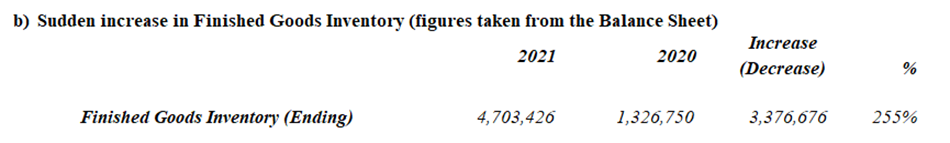 b) Sudden increase in Finished Goods Inventory (figures taken from the Balance Sheet)
2021 2020 Increase (Decrease) %
Finished Goods Inventory (Ending) 4,703,426 1,326,750 3,376,676 255%